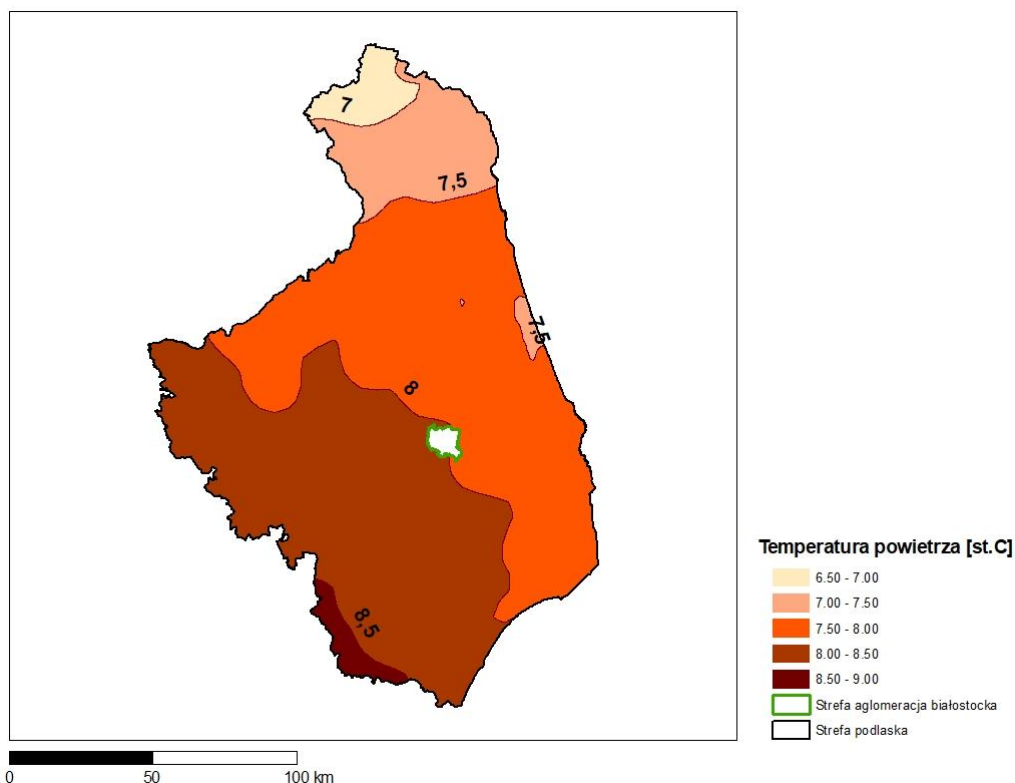 7
7,5
7,5
8
8,5
Temperatura powietrza [st.C]
6.50 - 7.00
7.00 - 7.50
7.50 - 8.00
8.00 - 8.50
8.50 - 9.00
Strefa aglomeracja białostocka
Strefa podlaska
0 50 100 km